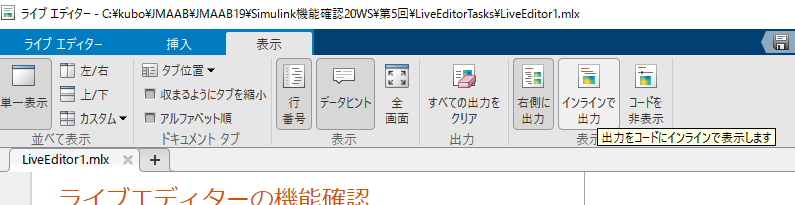 ライブ エディター - C:¥kubo¥JMAAB¥JMAAB19¥Simulink機能確認20WS¥第5回¥LiveEditorTasks¥LiveEditor1.mlx
ライブ エディター 挿入 表示
単一表示
左/右
上/下
カスタム
並べて表示
タブ位置
収まるようにタブを縮小
アルファベット順
ドキュメント タブ
行
番号
データヒント
全
画面
表示
すべての出力を
クリア
出力
右側に
出力
インラインで
出力
コードを
非表示
表
出力をコードにインラインで表示します
LiveEditor1.mlx
ライブエディターの機能確認